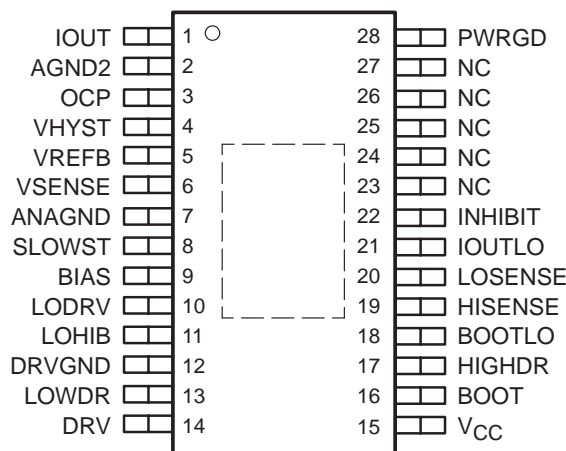 IOUT 1 28 PWRGD
AGND2 2 27 NC
OCP 3 26 NC
VHYST 4 25 NC
VREFB 5 24 NC
VSENSE 6 23 NC
ANAGND 7 22 INHIBIT
SLOWST 8 21 IOUTLO
BIAS 9 20 LOSENSE
LODRV 10 19 HISENSE
LOHIB 11 18 BOOTLO
DRVGND 12 17 HIGHDR
LOWDR 13 16 BOOT
DRV 14 15 VCC